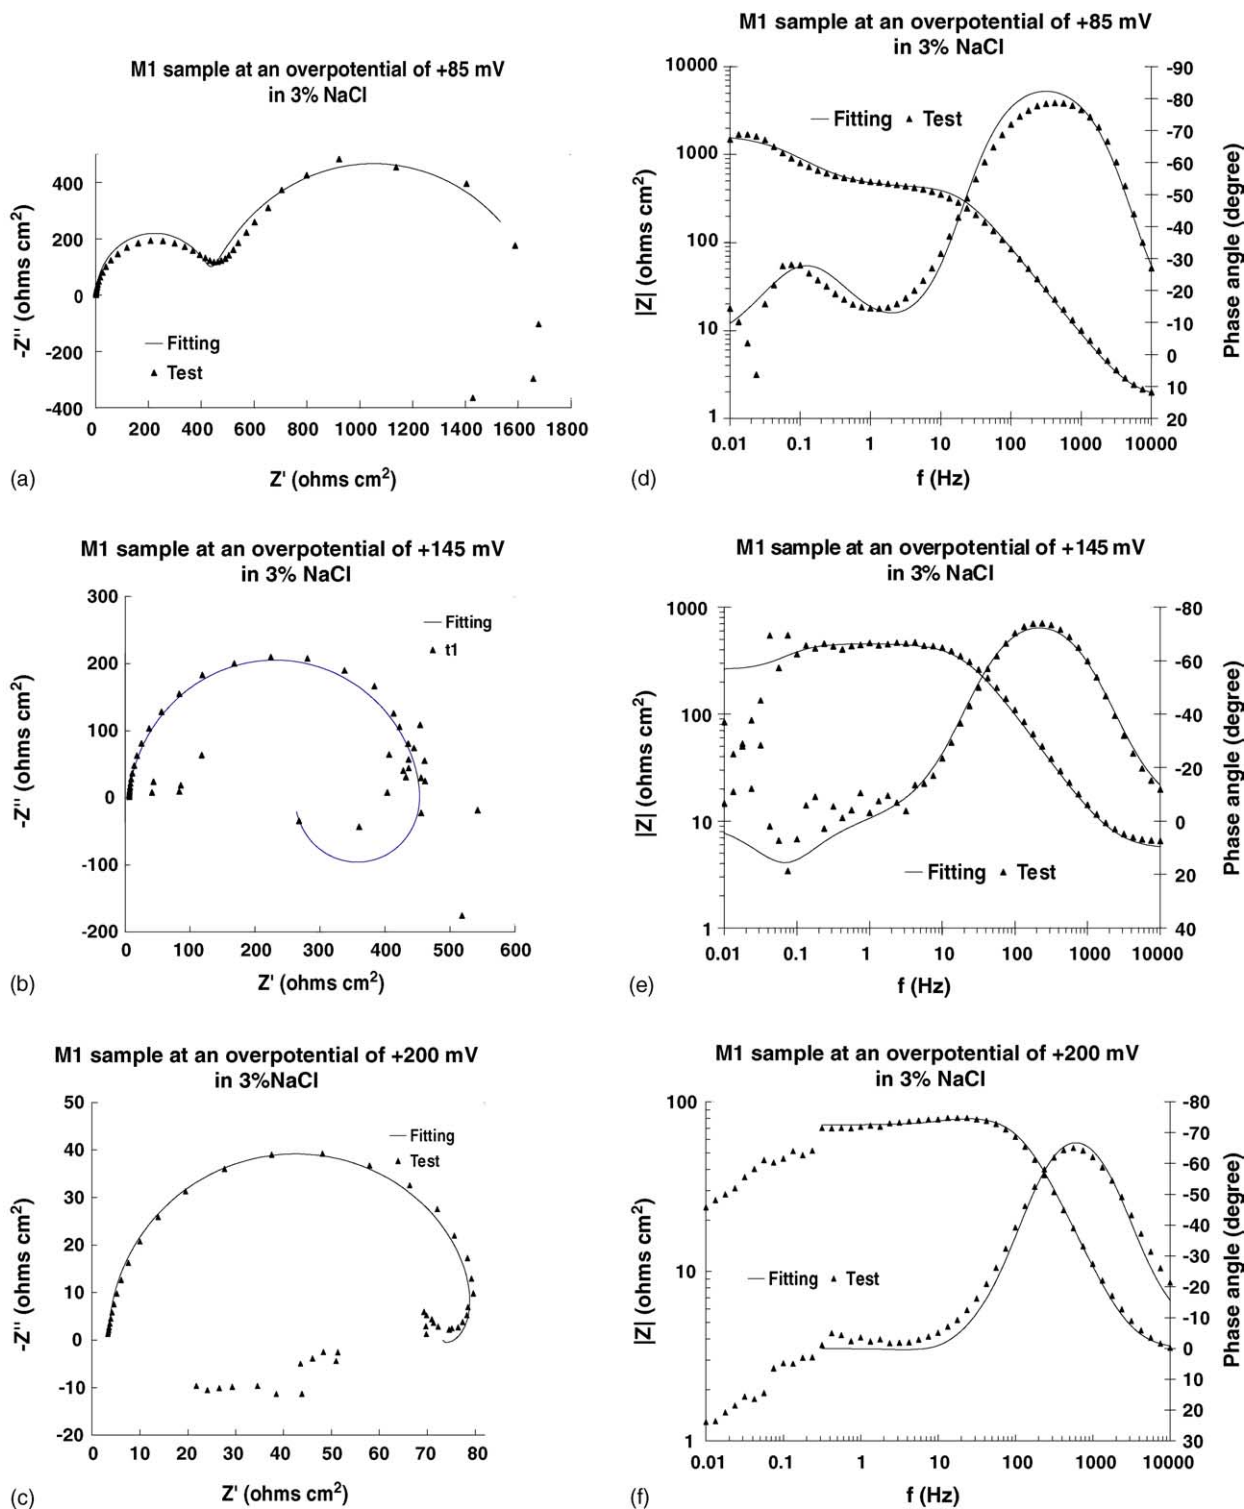 M1 sample at an overpotential of +85 mV
in 3% NaCl
400
200
0
-200
-400
-Z'' (ohms cm²)
Fitting
Test
0 200 400 600 800 1000 1200 1400 1600 1800
Z' (ohms cm²)
(a)
M1 sample at an overpotential of +85 mV
in 3% NaCl
10000
1000
100
10
1
|Z| (ohms cm²)
Fitting Test
-90
-80
-70
-60
-50
-40
-30
-20
-10
0
10
20
Phase angle (degree)
0.01 0.1 1 10 100 1000 10000
f (Hz)
(d)
M1 sample at an overpotential of +145 mV
in 3% NaCl
300
200
100
0
-100
-200
-Z'' (ohms cm²)
Fitting
t1
0 100 200 300 400 500 600
Z' (ohms cm²)
(b)
M1 sample at an overpotential of +145 mV
in 3% NaCl
1000
100
10
1
|Z| (ohms cm²)
Fitting Test
-80
-60
-40
-20
0
20
40
Phase angle (degree)
0.01 0.1 1 10 100 1000 10000
f (Hz)
(e)
M1 sample at an overpotential of +200 mV
in 3%NaCl
50
40
30
20
10
0
-10
-20
-Z'' (ohms cm²)
Fitting
Test
0 10 20 30 40 50 60 70 80
Z' (ohms cm²)
(c)
M1 sample at an overpotential of +200 mV
in 3% NaCl
100
10
1
|Z| (ohms cm²)
Fitting Test
-80
-70
-60
-50
-40
-30
-20
-10
0
10
20
30
Phase angle (degree)
0.01 0.1 1 10 100 1000 10000
f (Hz)
(f)